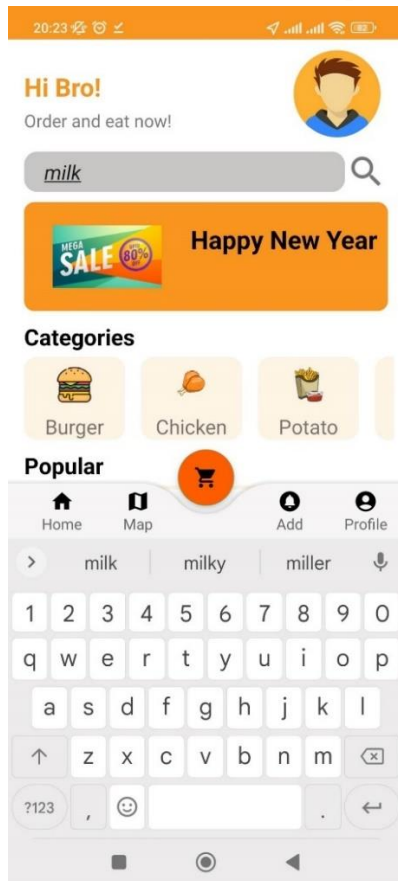 20:23 82
Hi Bro!
Order and eat now!
milk
MEGA SALE 80% Happy New Year
Categories
Burger Chicken Potato
Popular
Home Map Add Profile
milk milky miller
1 2 3 4 5 6 7 8 9 0
q w e r t y u i o p
a s d f g h j k l
z x c v b n m
?123 , .